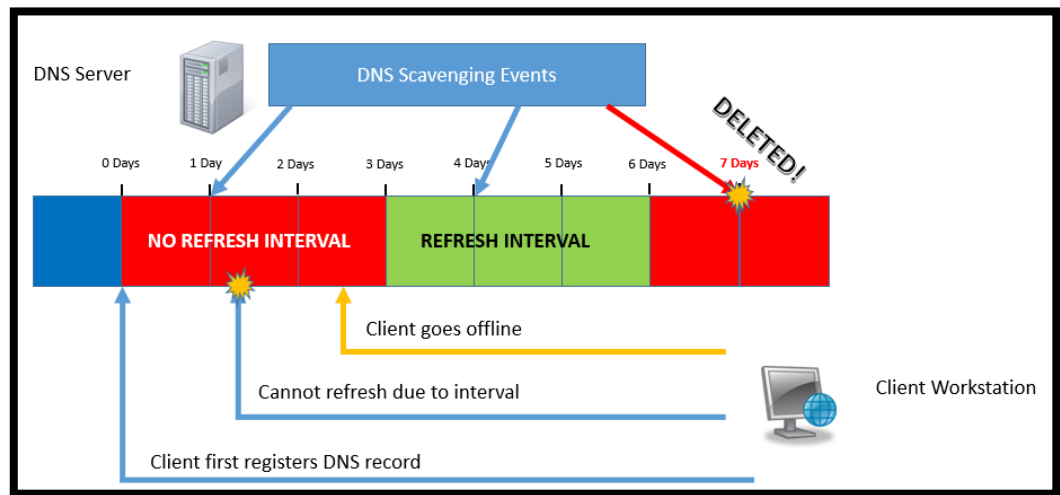 DNS Server
DNS Scavenging Events
DELETED!
0 Days
1 Day
2 Days
3 Days
4 Days
5 Days
6 Days
7 Days
NO REFRESH INTERVAL
REFRESH INTERVAL
Client goes offline
Cannot refresh due to interval
Client Workstation
Client first registers DNS record